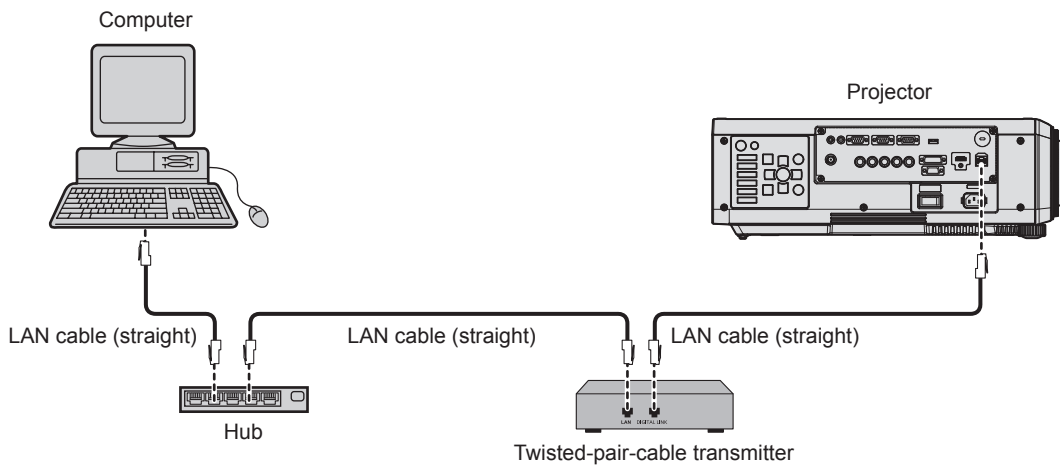 Computer
Projector
LAN cable (straight)
LAN cable (straight)
LAN cable (straight)
LAN
DIGITAL LINK
Hub
Twisted-pair-cable transmitter